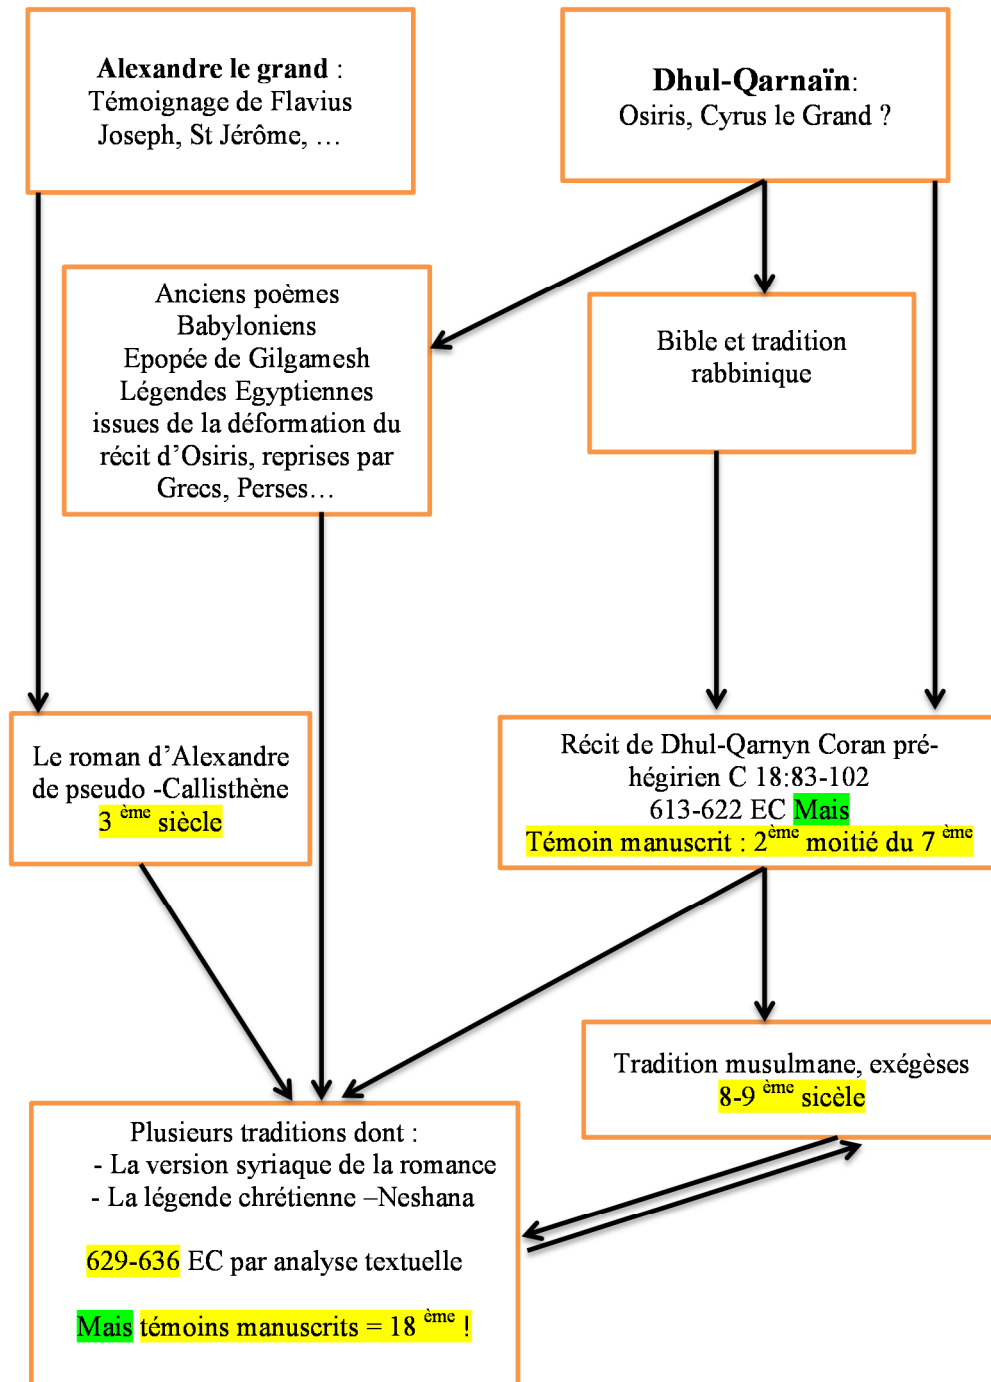 Alexandre le grand :
Témoignage de Flavius
Joseph, St Jérôme, …
Dhul-Qarnaïn:
Osiris, Cyrus le Grand ?
Anciens poèmes
Babyloniens
Epopée de Gilgamesh
Légendes Egyptiennes
issues de la déformation du
récit d’Osiris, reprises par
Grecs, Perses…
Bible et tradition
rabbinique
Le roman d’Alexandre
de pseudo -Callisthène
3 ème siècle
Récit de Dhul-Qarnyn Coran pré-
hégirien C 18:83-102
613-622 EC Mais
Témoin manuscrit : 2ème moitié du 7 ème
Tradition musulmane, exégèses
8-9 ème sicèle
Plusieurs traditions dont :
- La version syriaque de la romance
- La légende chrétienne –Neshana
629-636 EC par analyse textuelle
Mais témoins manuscrits = 18 ème !